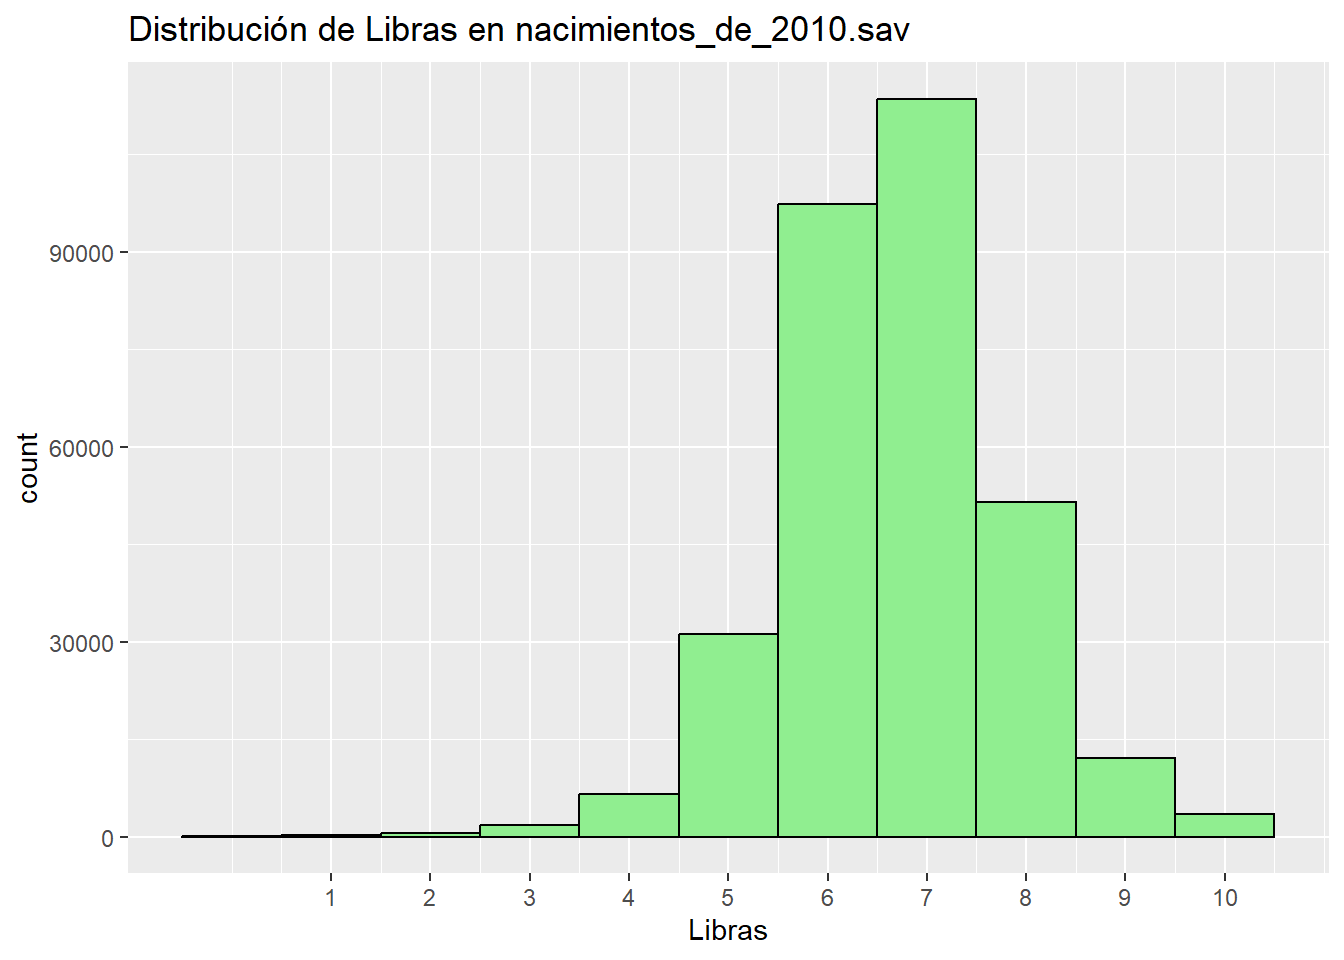 Distribución de Libras en nacimientos_de_2010.sav
count
90000
60000
30000
0
1 2 3 4 5 6 7 8 9 10
Libras